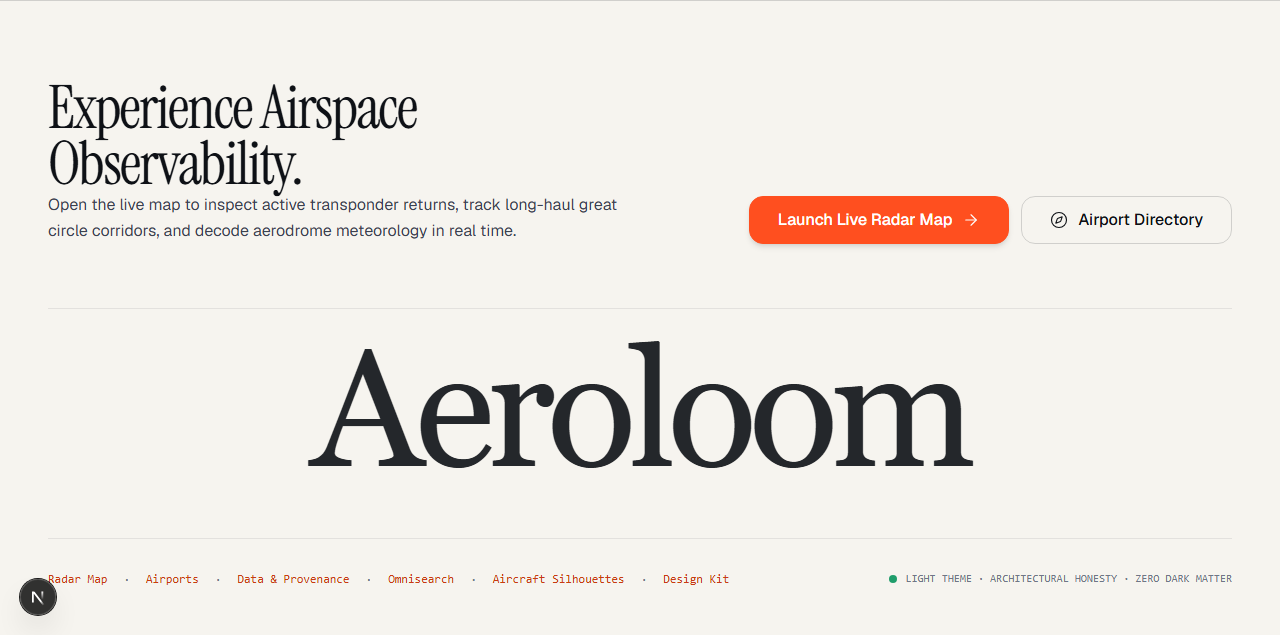 Experience Airspace
Observability.
Open the live map to inspect active transponder returns, track long-haul great
circle corridors, and decode aerodrome meteorology in real time.
Launch Live Radar Map →
Airport Directory
Aeroloom
Radar Map · Airports · Data & Provenance · Omnisearch · Aircraft Silhouettes · Design Kit
LIGHT THEME · ARCHITECTURAL HONESTY · ZERO DARK MATTER
N